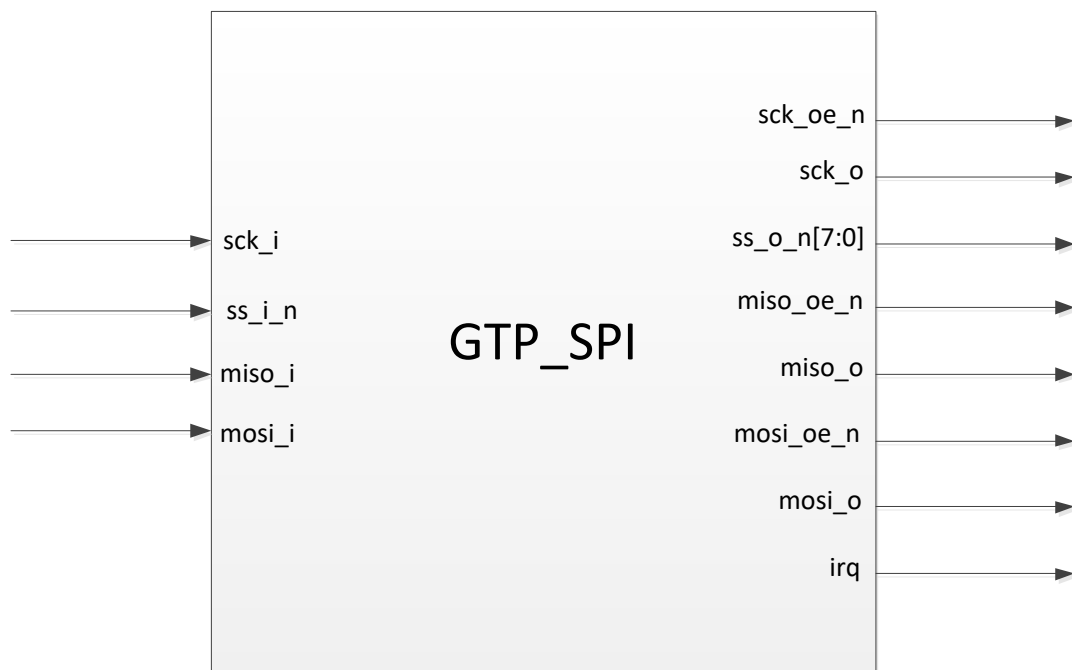 sck_oe_n
sck_o
sck_i
ss_o_n[7:0]
ss_i_n
miso_oe_n
GTP_SPI
miso_i
miso_o
mosi_i
mosi_oe_n
mosi_o
irq